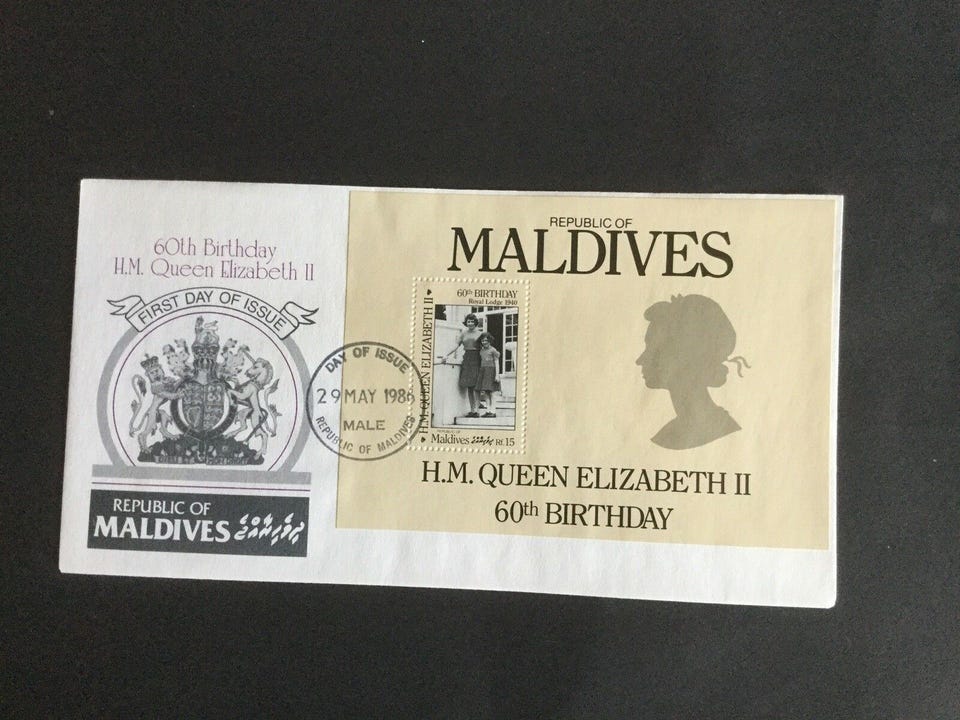 60th Birthday
H.M. Queen Elizabeth II
FIRST DAY OF ISSUE
REPUBLIC OF
MALDIVES
DAY OF ISSUE
29 MAY 1986
MALE
REPUBLIC OF MALDIVES
REPUBLIC OF
MALDIVES
60th BIRTHDAY
Royal Lodge 1940
H.M. QUEEN ELIZABETH II
REPUBLIC OF
Maldives Rf.15
H.M. QUEEN ELIZABETH II
60th BIRTHDAY